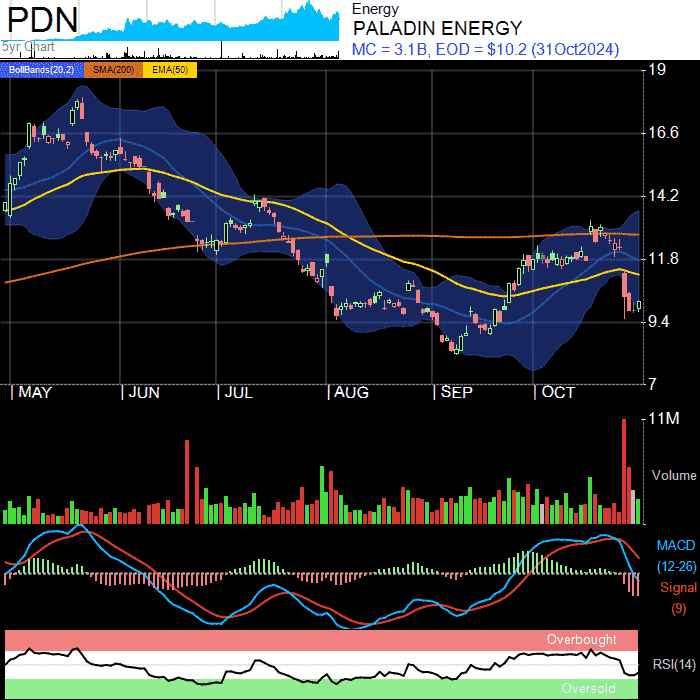 PDN
5yr Chart
Energy
PALADIN ENERGY
MC = 3.1B, EOD = $10.2 (31Oct2024)
BollBands(20,2) SMA(200) EMA(50)
19
16.6
14.2
11.8
9.4
7
MAY JUN JUL AUG SEP OCT
11M
Volume
MACD
(12-26)
Signal
(9)
Overbought
RSI(14)
Oversold